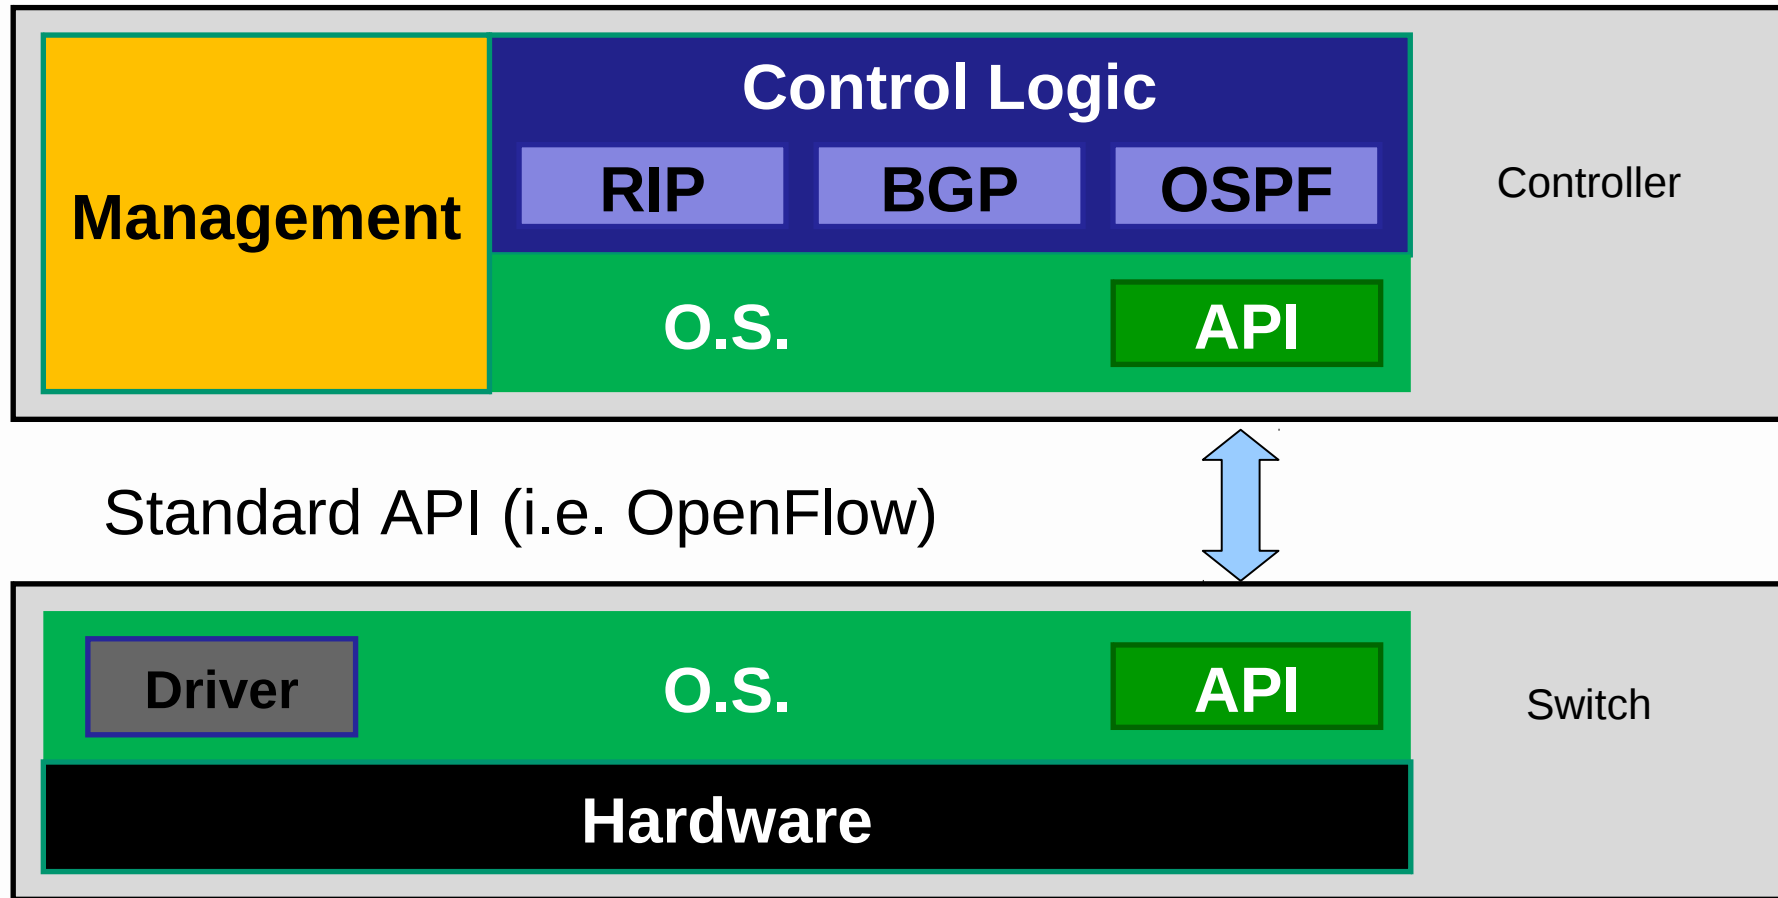 Control Logic
RIP BGP OSPF
Management
Controller
O.S. API
Standard API (i.e. OpenFlow)
Driver O.S. API
Switch
Hardware